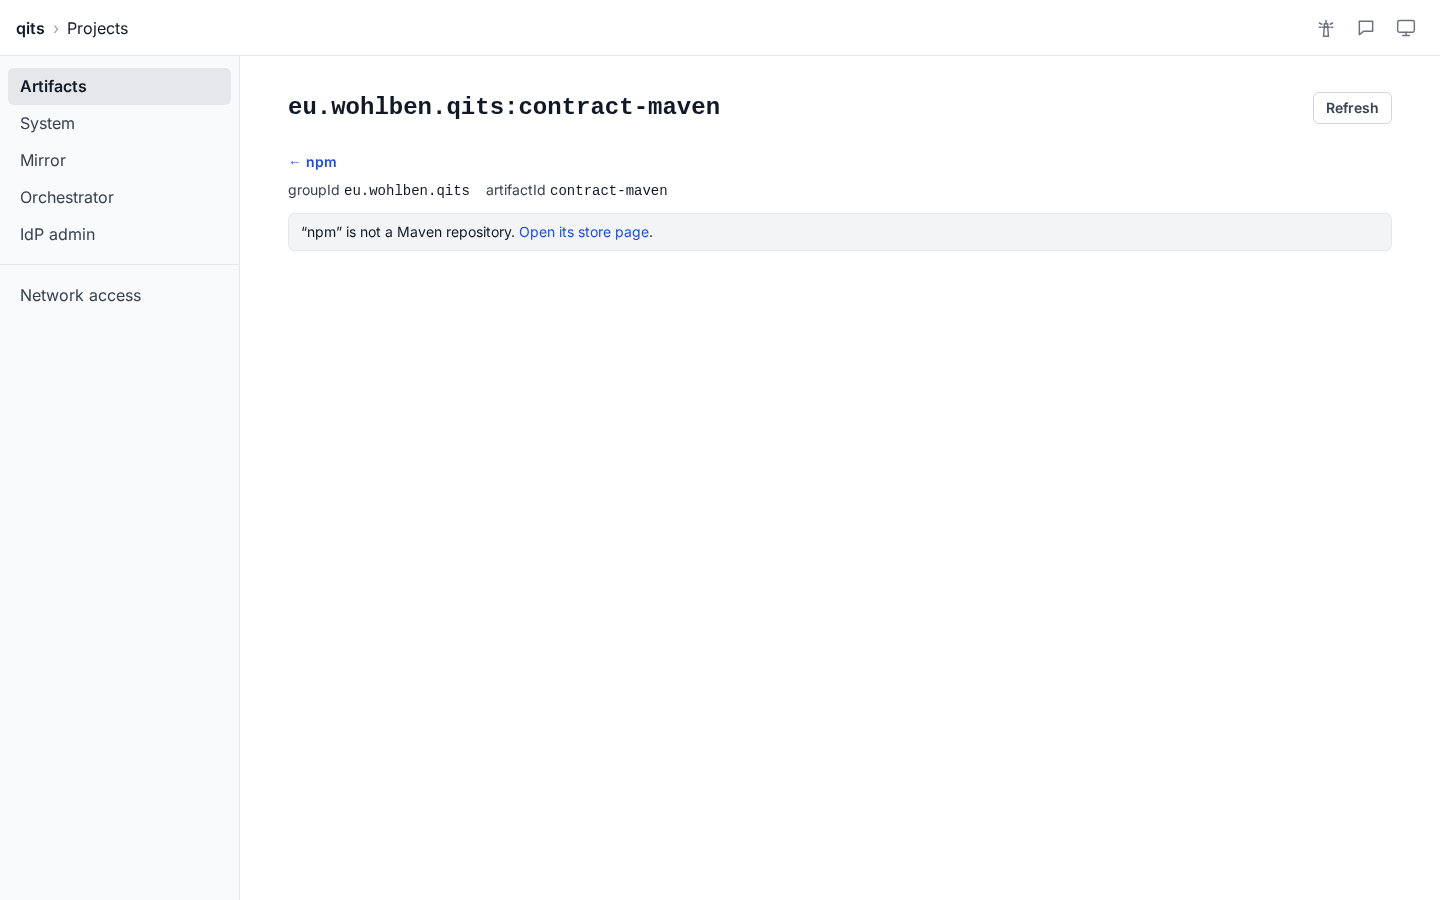 qits › Projects
Artifacts
System
Mirror
Orchestrator
IdP admin
Network access
eu.wohlben.qits:contract-maven
Refresh
← npm
groupId eu.wohlben.qits artifactId contract-maven
“npm” is not a Maven repository. Open its store page.